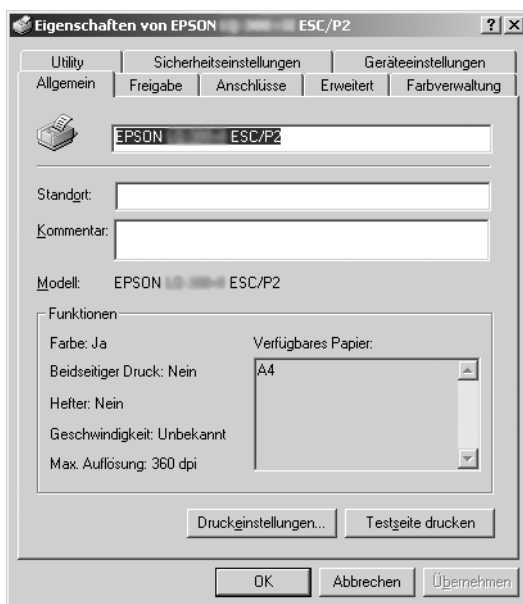 Eigenschaften von EPSON ESC/P2
Utility Sicherheitseinstellungen Geräteeinstellungen
Allgemein Freigabe Anschlüsse Erweitert Farbverwaltung
EPSON ESC/P2
Standort:
Kommentar:
Modell: EPSON ESC/P2
Funktionen
Farbe: Ja Verfügbares Papier:
Beidseitiger Druck: Nein A4
Hefter: Nein
Geschwindigkeit: Unbekannt
Max. Auflösung: 360 dpi
Druckeinstellungen... Testseite drucken
OK Abbrechen Übernehmen